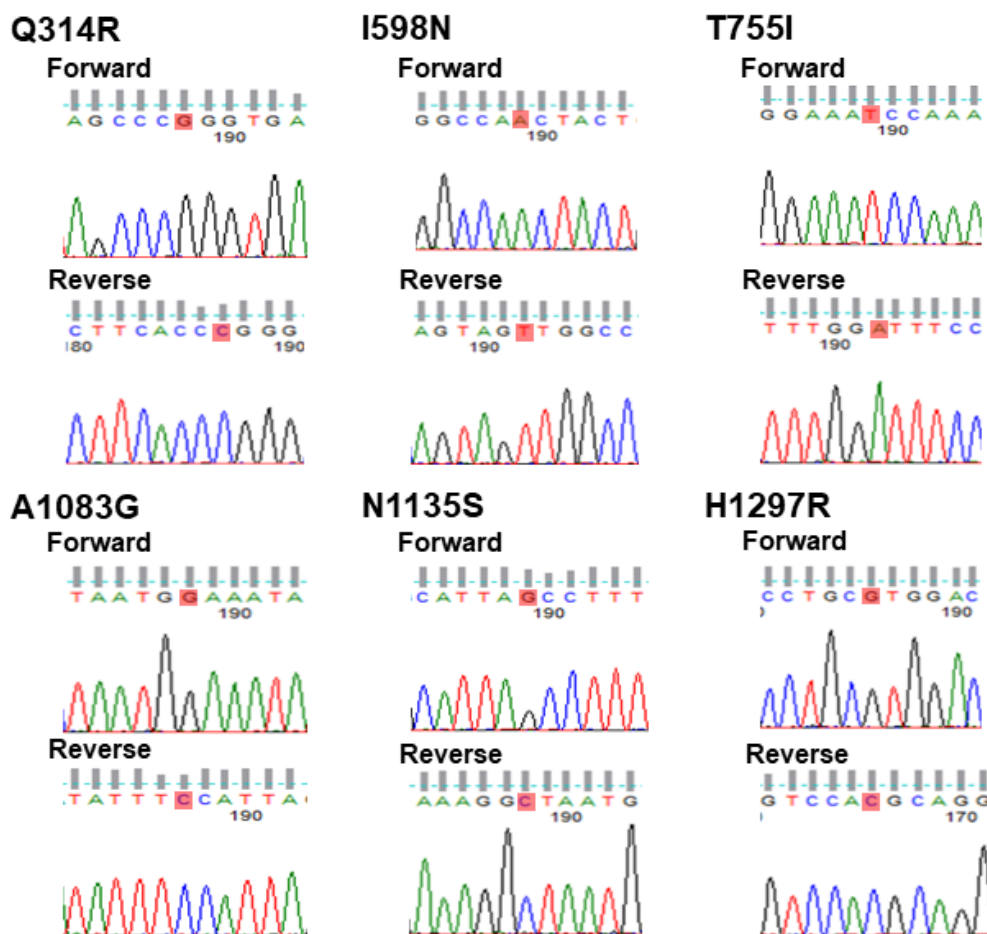 Q314R
I598N
T755I
Forward
Forward
Forward
AGCCCGGGTGA
190
GGCCAACTACT
190
GGAAATCCAAA
190
Reverse
Reverse
Reverse
CTTCACCCGGG
180
190
AGTAGTTGGCC
190
TTTGGATTTCC
190
A1083G
N1135S
H1297R
Forward
Forward
Forward
TAATGGAAATA
190
CATTAGCCTTT
190
CCTGCGTGGAC
190
Reverse
Reverse
Reverse
TATTTCCATTA
190
AAAGGCTAATG
190
GTCCACGCAGG
170